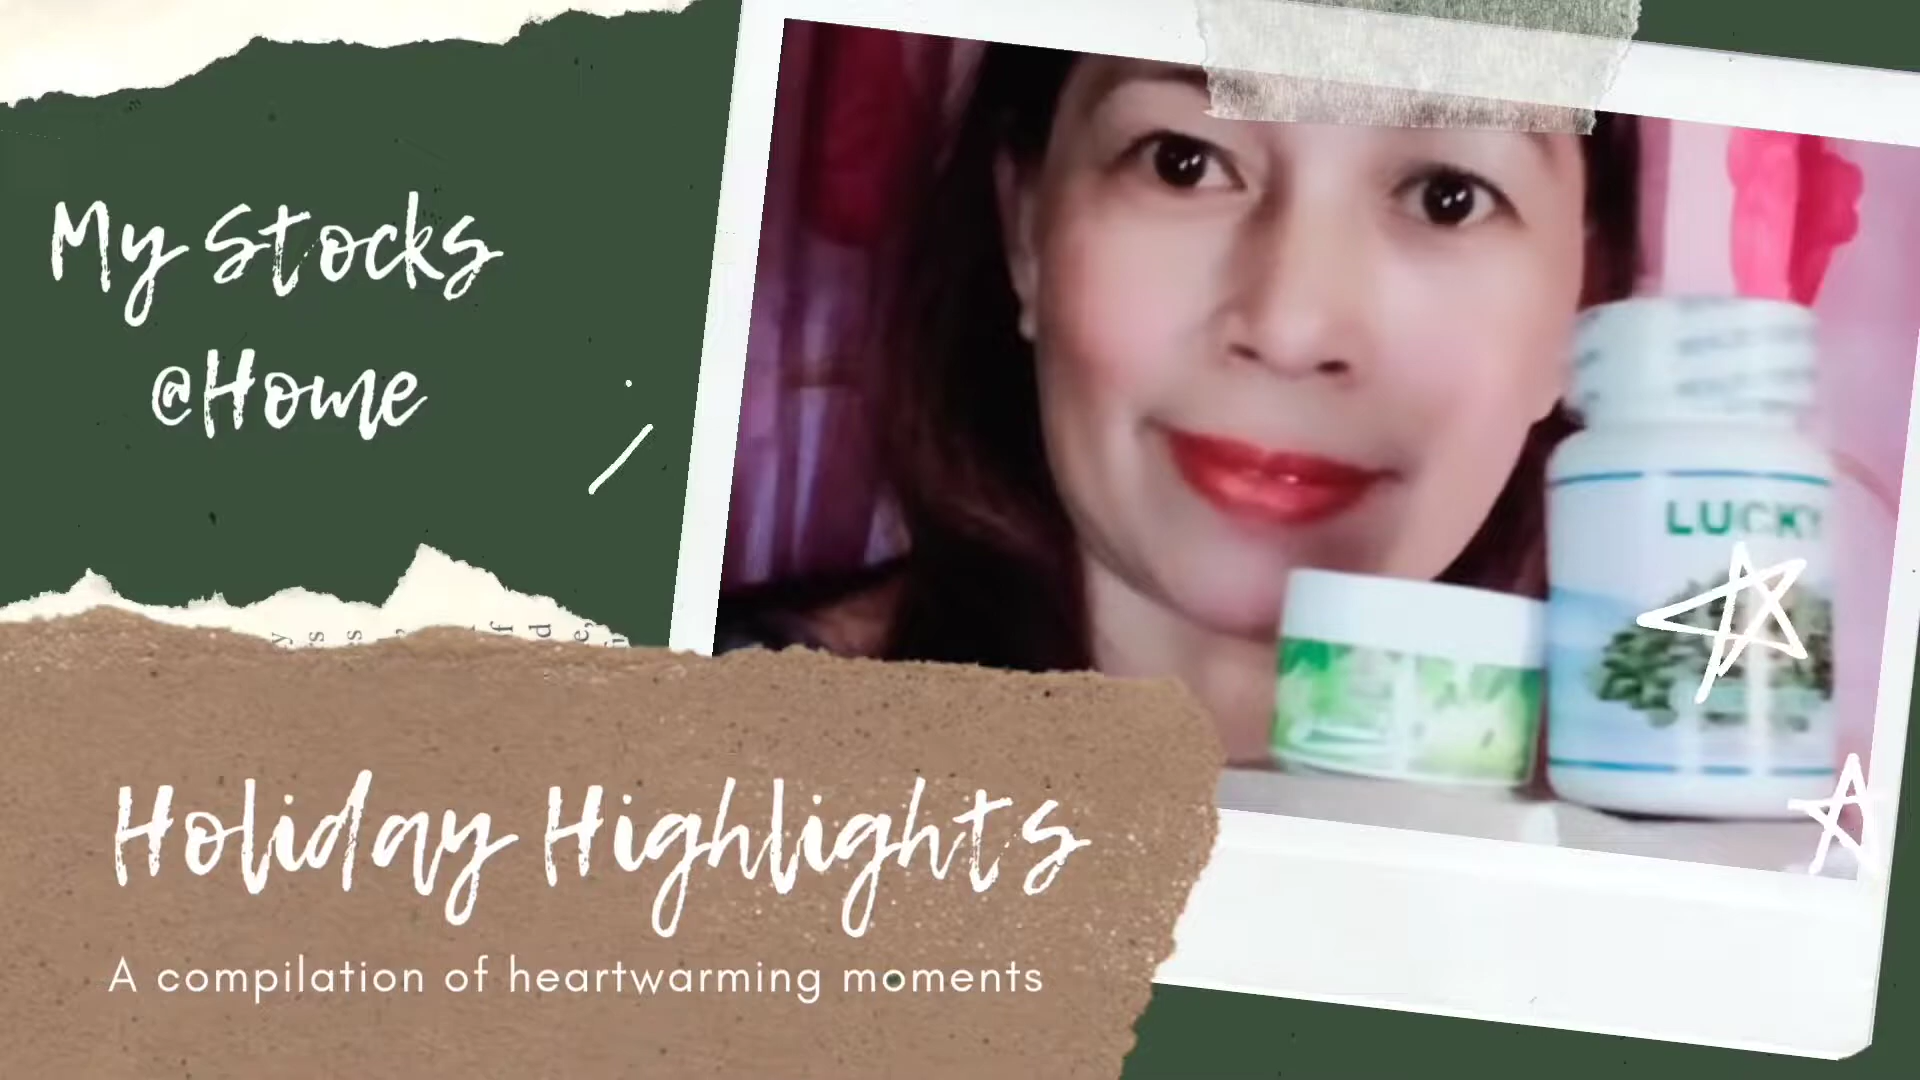 My Stocks
@Home
LUCKY
Holiday Highlights
A compilation of heartwarming moments